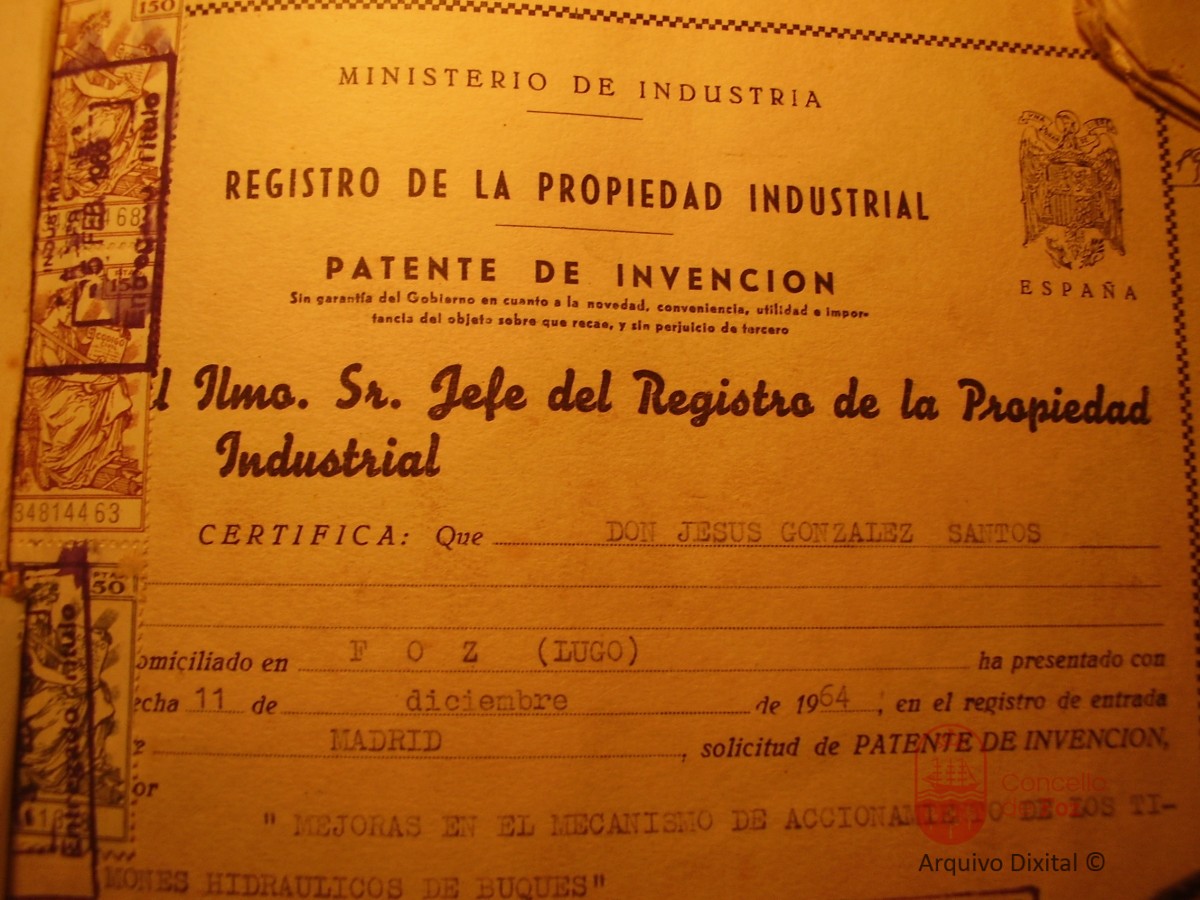 150
MINISTERIO DE INDUSTRIA
REGISTRO DE LA PROPIEDAD INDUSTRIAL
PATENTE DE INVENCION
Sin garantía del Gobierno en cuanto a la novedad, conveniencia, utilidad e impor-
tancia del objeto sobre que recae, y sin perjuicio de tercero
ESPAÑA
l Ilmo. Sr. Jefe del Registro de la Propiedad
Industrial
34814463
CERTIFICA: Que DON JESUS GONZALEZ SANTOS
omiciliado en F O Z (LUGO) ha presentado con
echa 11 de diciembre de 1964, en el registro de entrada
e MADRID, solicitud de PATENTE DE INVENCION,
or
" MEJORAS EN EL MECANISMO DE ACCIONAMIENTO DE LOS TI-
MONES HIDRAULICOS DE BUQUES"
Concello
de Foz
Arquivo Dixital ©